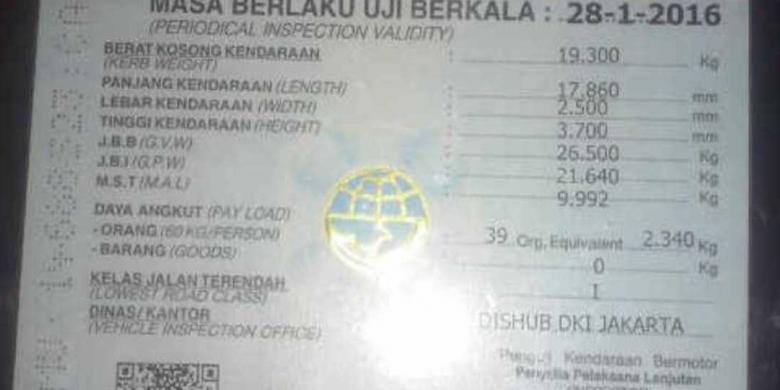 MASA BERLAKU UJI BERKALA : 28-1-2016
(PERIODICAL INSPECTION VALIDITY)
BERAT KOSONG KENDARAAN : 19.300 Kg
(KERB WEIGHT)
PANJANG KENDARAAN (LENGTH) : 17.860 mm
LEBAR KENDARAAN (WIDTH) : 2.500 mm
TINGGI KENDARAAN (HEIGHT) : 3.700 mm
J.B.B (G.V.W) : 26.500 Kg
J.B.I (G.P.W) : 21.640 Kg
M.S.T (M.A.L) : 9.992 Kg
DAYA ANGKUT (PAY LOAD)
-ORANG (60 KG/PERSON) : 39 Org, Equivalent 2.340 Kg
-BARANG (GOODS) : 0 Kg
KELAS JALAN TERENDAH : I
(LOWEST ROAD CLASS)
DINAS/KANTOR : DISHUB DKI JAKARTA
(VEHICLE INSPECTION OFFICE)
Penguji Kendaraan Bermotor
Penyelia Pelaksana Lanjutan